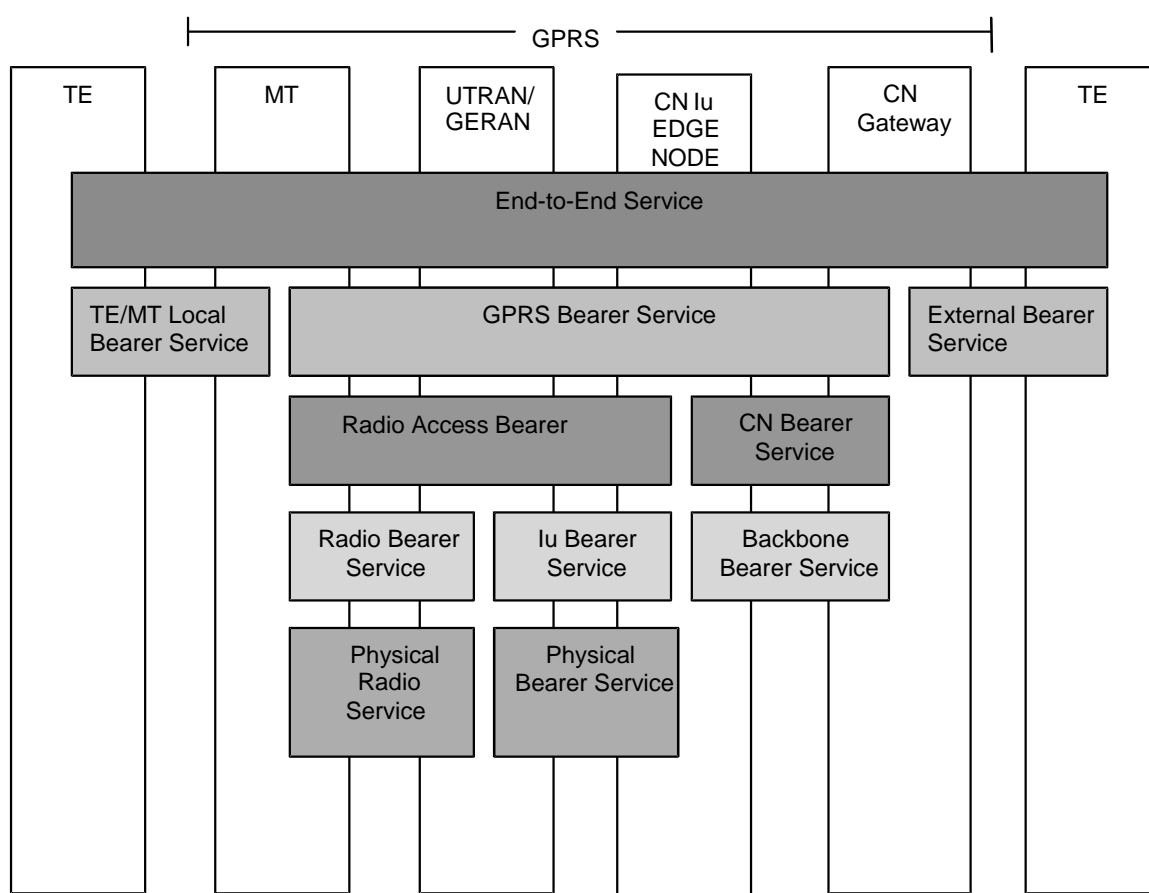 GPRS
TE
MT
UTRAN/
GERAN
CN Iu
EDGE
NODE
CN
Gateway
TE
End-to-End Service
TE/MT Local
Bearer Service
GPRS Bearer Service
External Bearer
Service
Radio Access Bearer
CN Bearer
Service
Radio Bearer
Service
Iu Bearer
Service
Backbone
Bearer Service
Physical
Radio
Service
Physical
Bearer Service